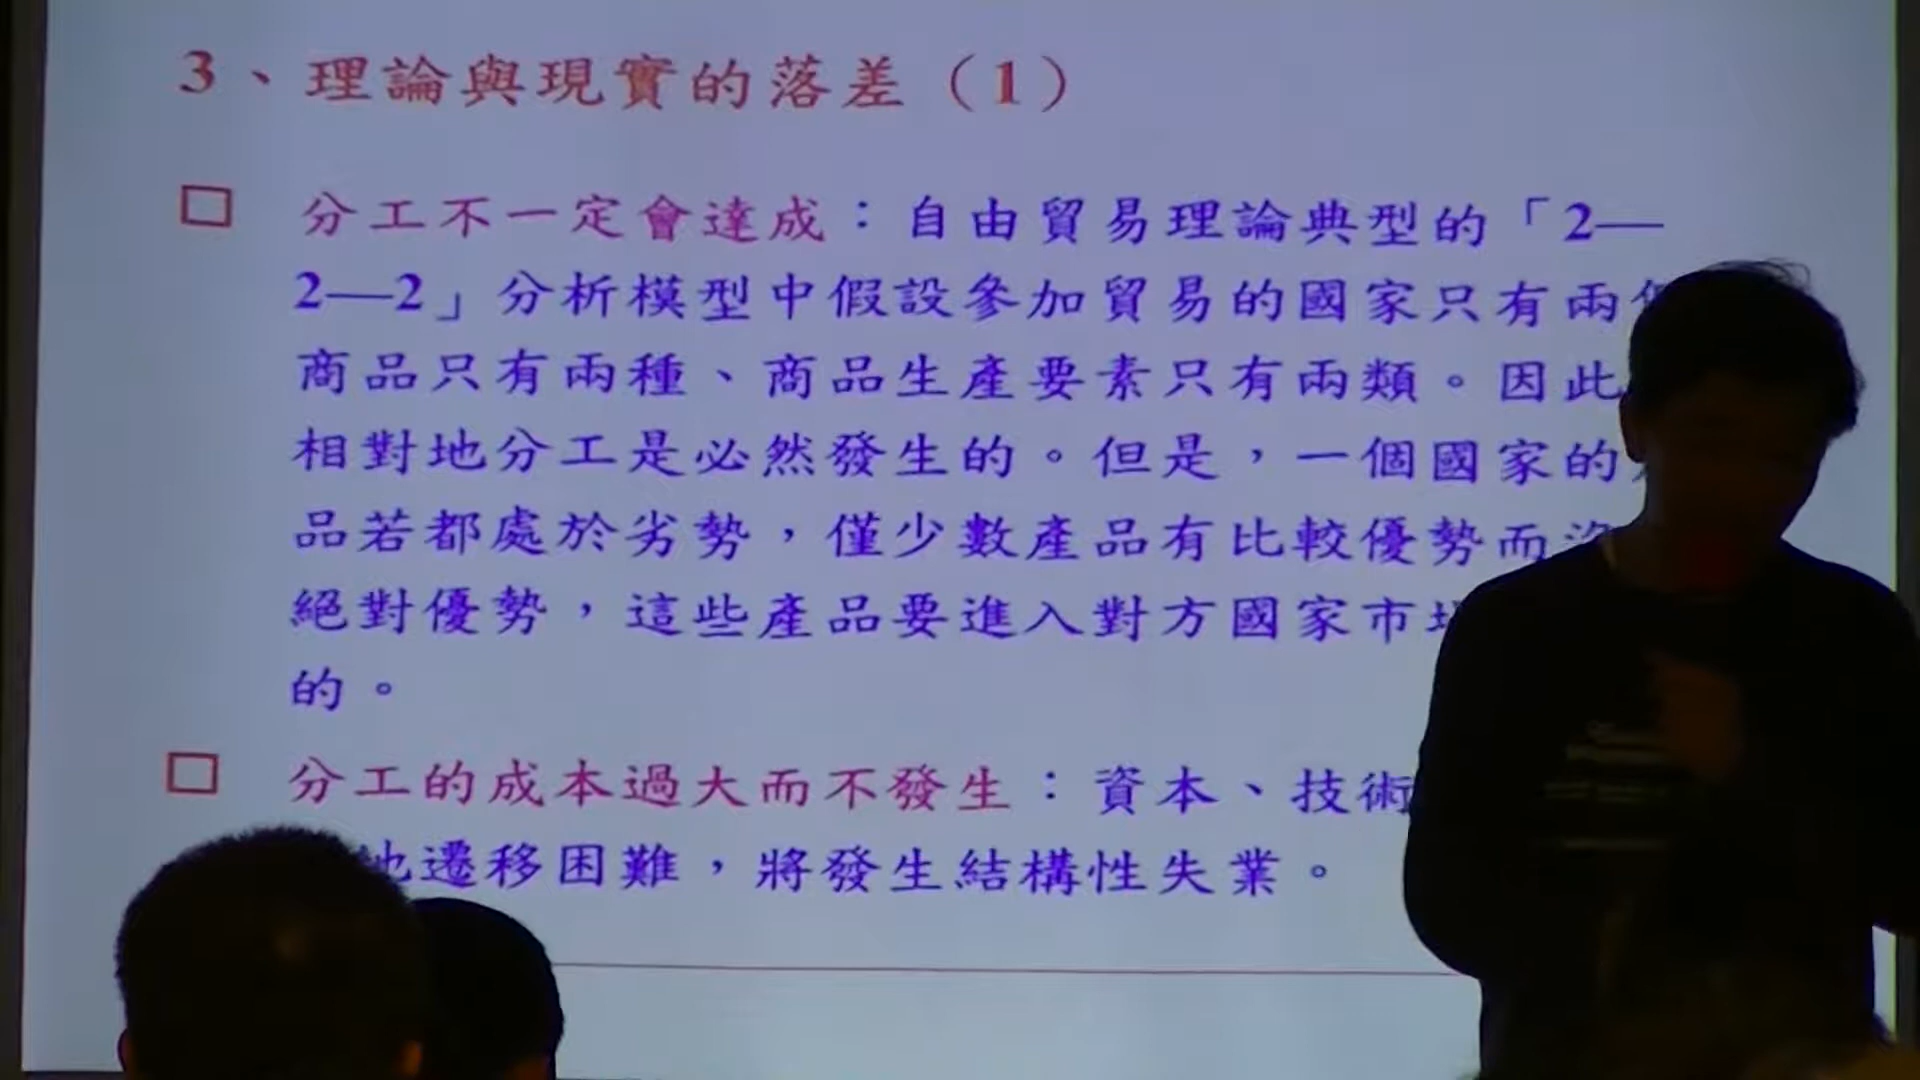 3、理論與現實的落差（1）
分工不一定會達成：自由貿易理論典型的「2—
2—2」分析模型中假設參加貿易的國家只有兩
商品只有兩種、商品生產要素只有兩類。因此
相對地分工是必然發生的。但是，一個國家的
品若都處於劣勢，僅少數產品有比較優勢而
絕對優勢，這些產品要進入對方國家市
的。
分工的成本過大而不發生：資本、技術
地遷移困難，將發生結構性失業。